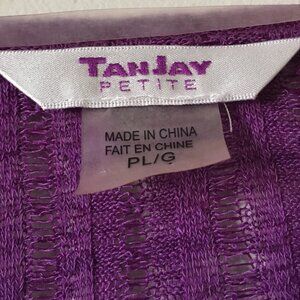 TANJAY
PETITE
MADE IN CHINA
FAIT EN CHINE
PL/G